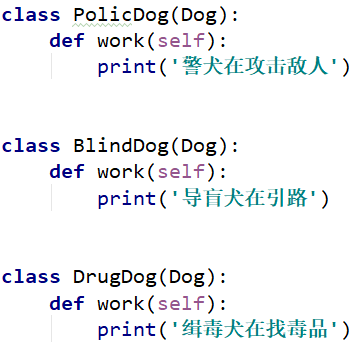 class PolicDog(Dog):
    def work(self):
        print('警犬在攻击敌人')
class BlindDog(Dog):
    def work(self):
        print('导盲犬在引路')
class DrugDog(Dog):
    def work(self):
        print('缉毒犬在找毒品')